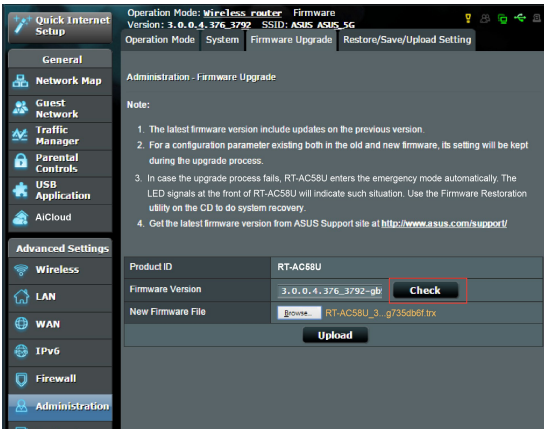 Quick Internet Setup
Operation Mode: Wireless router Firmware
Version: 3.0.0.4.376_3792 SSID: ASUS ASUS_5G
Operation Mode System Firmware Upgrade Restore/Save/Upload Setting
General
Network Map
Guest Network
Traffic Manager
Parental Controls
USB Application
AiCloud
Advanced Settings
Wireless
LAN
WAN
IPv6
Firewall
Administration
Administration - Firmware Upgrade
Note:
1. The latest firmware version include updates on the previous version.
2. For a configuration parameter existing both in the old and new firmware, its setting will be kept
during the upgrade process.
3. In case the upgrade process fails, RT-AC58U enters the emergency mode automatically. The
LED signals at the front of RT-AC58U will indicate such situation. Use the Firmware Restoration
utility on the CD to do system recovery.
4. Get the latest firmware version from ASUS Support site at http://www.asus.com/support/
Product ID RT-AC58U
Firmware Version 3.0.0.4.376_3792-gb Check
New Firmware File Browse... RT-AC58U_3...g735db6f.trx
Upload